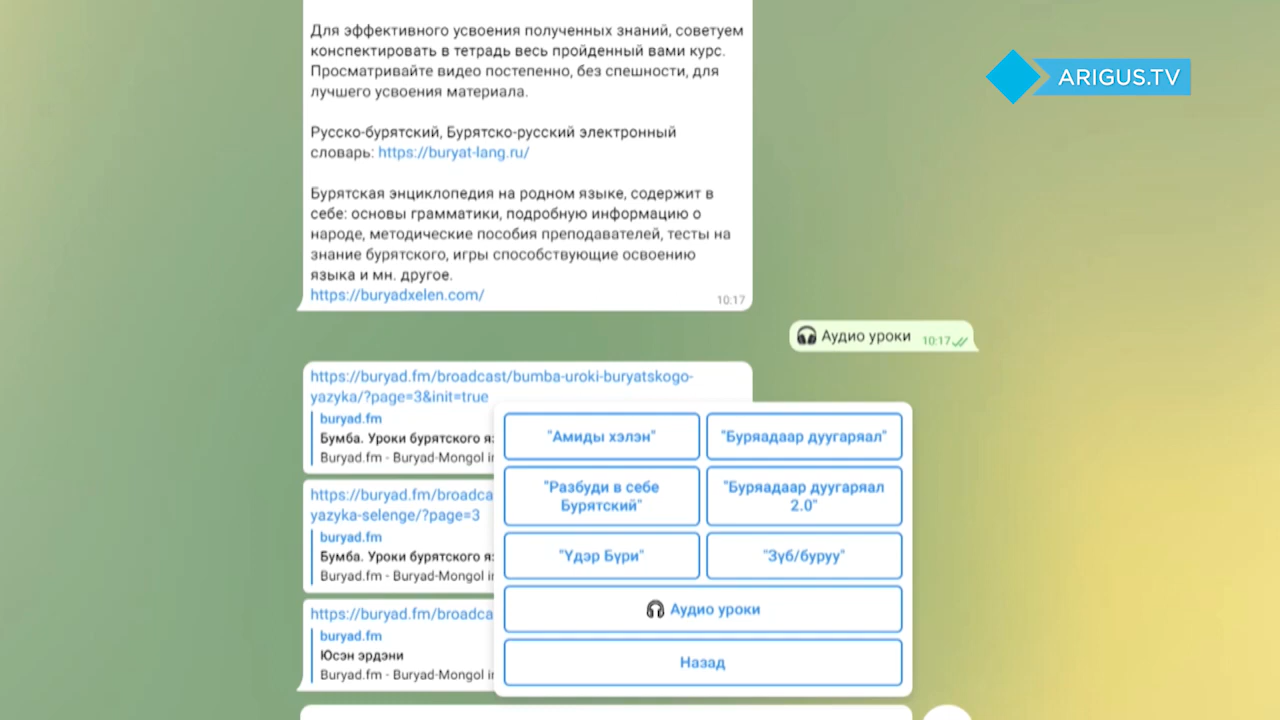 Для эффективного усвоения полученных знаний, советуем
конспектировать в тетрадь весь пройденный вами курс.
Просматривайте видео постепенно, без спешности, для
лучшего усвоения материала.
ARIGUS.TV
Русско-бурятский, Бурятско-русский электронный
словарь: https://buryat-lang.ru/
Бурятская энциклопедия на родном языке, содержит в
себе: основы грамматики, подробную информацию о
народе, методические пособия преподавателей, тесты на
знание бурятского, игры способствующие освоению
языка и мн. другое.
https://buryadxelen.com/
10:17
Аудио уроки 10:17
https://buryad.fm/broadcast/bumba-uroki-buryatskogo-
yazyka/?page=3&init=true
buryad.fm
Бумба. Уроки бурятского я
Buryad.fm - Buryad-Mongol in
https://buryad.fm/broadca
yazyka-selenge/?page=3
buryad.fm
Бумба. Уроки бурятского я
Buryad.fm - Buryad-Mongol in
https://buryad.fm/broadca
buryad.fm
Юсэн эрдэни
Buryad.fm - Buryad-Mongol in
"Амиды хэлэн"
"Буряадаар дуугаряал"
"Разбуди в себе
Бурятский"
"Буряадаар дуугаряал
2.0"
"Үдэр Бүри"
"Зүб/буруу"
Аудио уроки
Назад